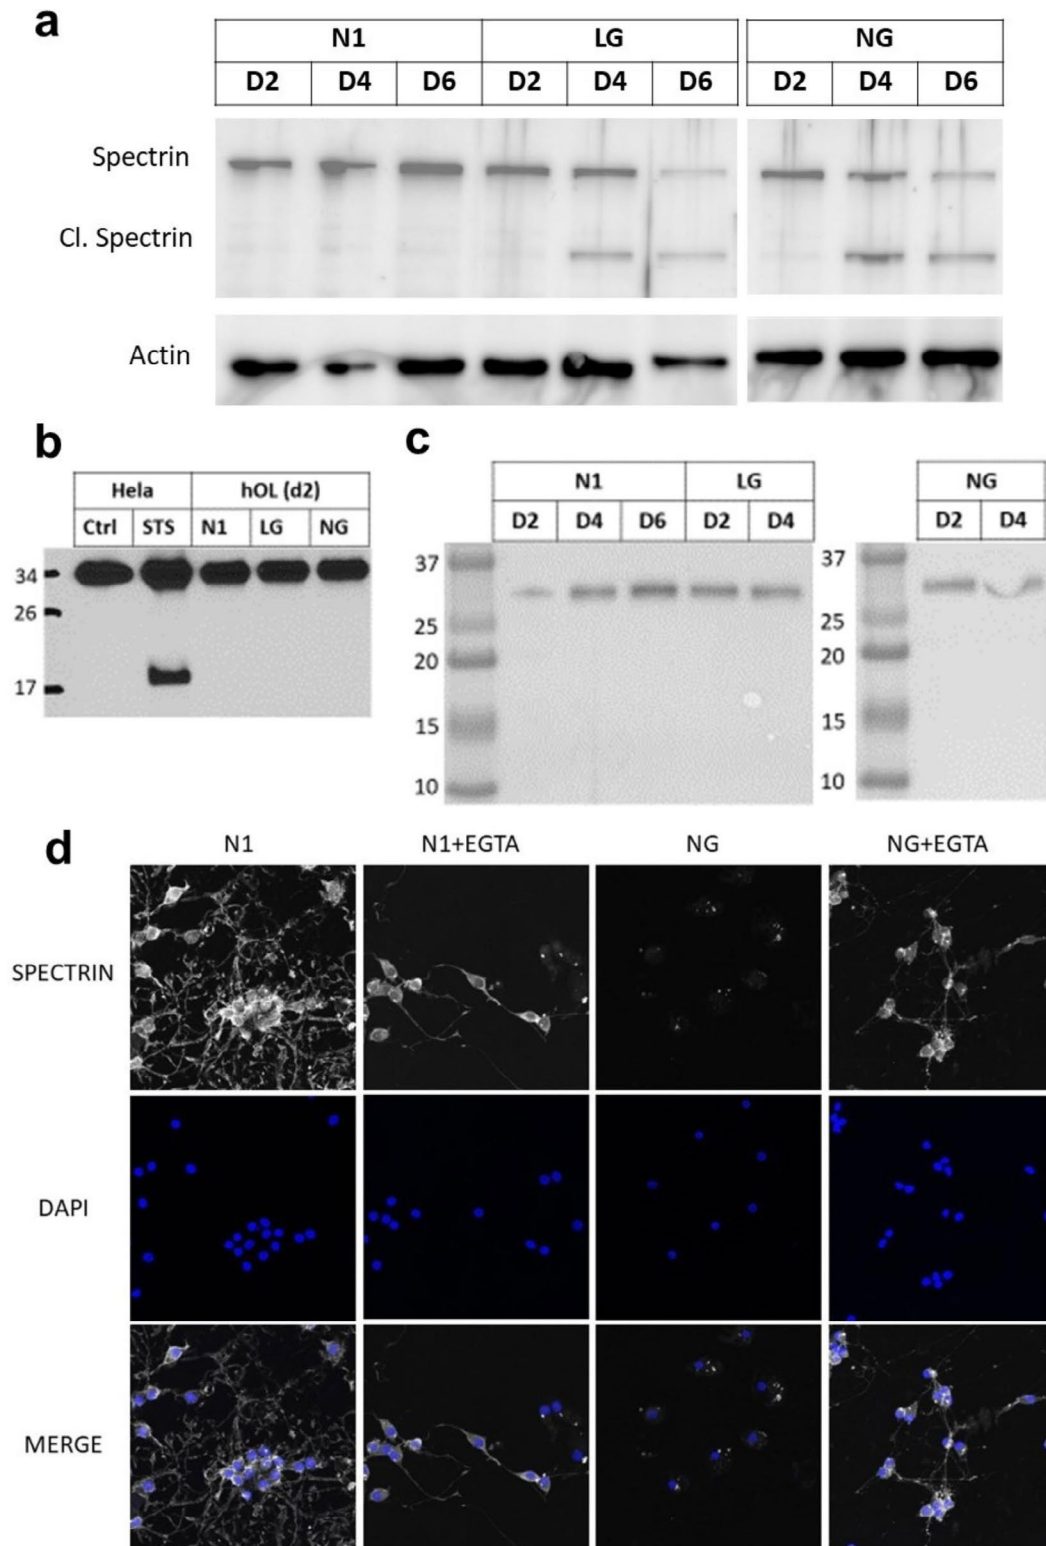 a
N1 LG NG
D2 D4 D6 D2 D4 D6 D2 D4 D6
Spectrin
Cl. Spectrin
Actin
b
Hela hOL (d2)
Ctrl STS N1 LG NG
34
26
17
c
N1 LG
D2 D4 D6 D2 D4
37
25
20
15
10
NG
D2 D4
37
25
20
15
10
d
N1 N1+EGTA NG NG+EGTA
SPECTRIN
DAPI
MERGE